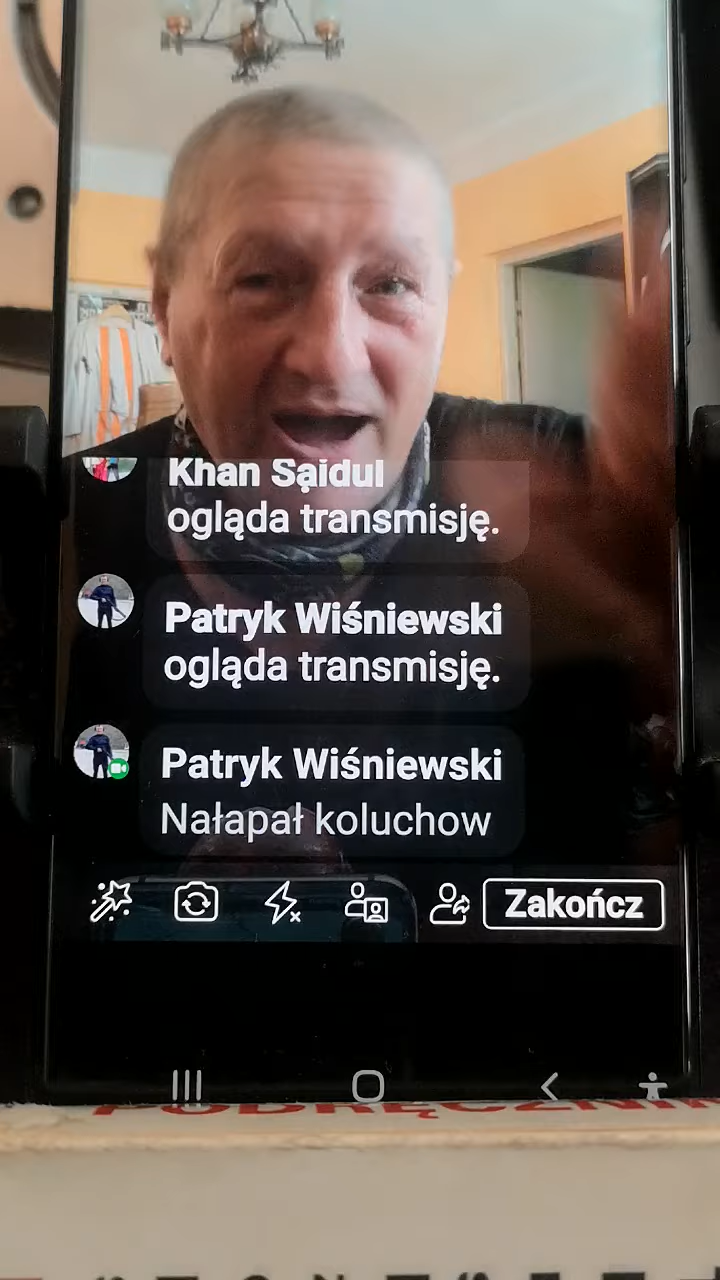 Khan Sąidul
ogląda transmisję.
Patryk Wiśniewski
ogląda transmisję.
Patryk Wiśniewski
Nałapał koluchow
Zakończ